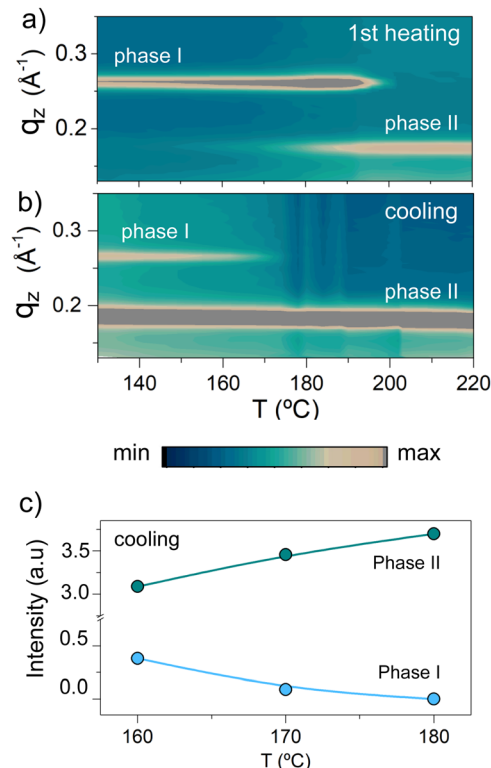 a)
1st heating
phase I
phase II
0.3
0.2
q_z (Å⁻¹)
b)
cooling
phase I
phase II
0.3
0.2
q_z (Å⁻¹)
140 160 180 200 220
T (ºC)
min max
c)
cooling
Phase II
Phase I
3.5
3.0
0.5
0.0
Intensity (a.u)
160 170 180
T (ºC)